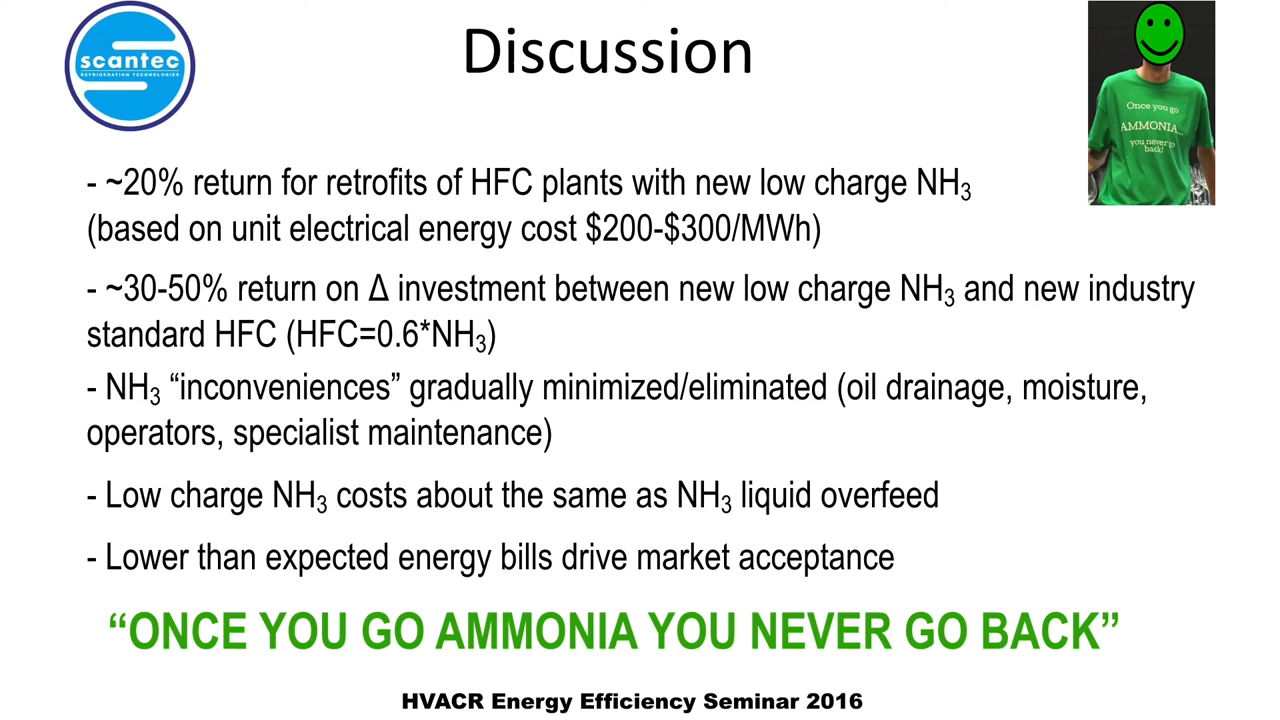 scantec
REFRIGERATION TECHNOLOGIES
Discussion
Once you go
AMMONIA...
you never go
back!
- ~20% return for retrofits of HFC plants with new low charge NH₃
(based on unit electrical energy cost $200-$300/MWh)
- ~30-50% return on Δ investment between new low charge NH₃ and new industry
standard HFC (HFC=0.6*NH₃)
- NH₃ “inconveniences” gradually minimized/eliminated (oil drainage, moisture,
operators, specialist maintenance)
- Low charge NH₃ costs about the same as NH₃ liquid overfeed
- Lower than expected energy bills drive market acceptance
“ONCE YOU GO AMMONIA YOU NEVER GO BACK”
HVACR Energy Efficiency Seminar 2016